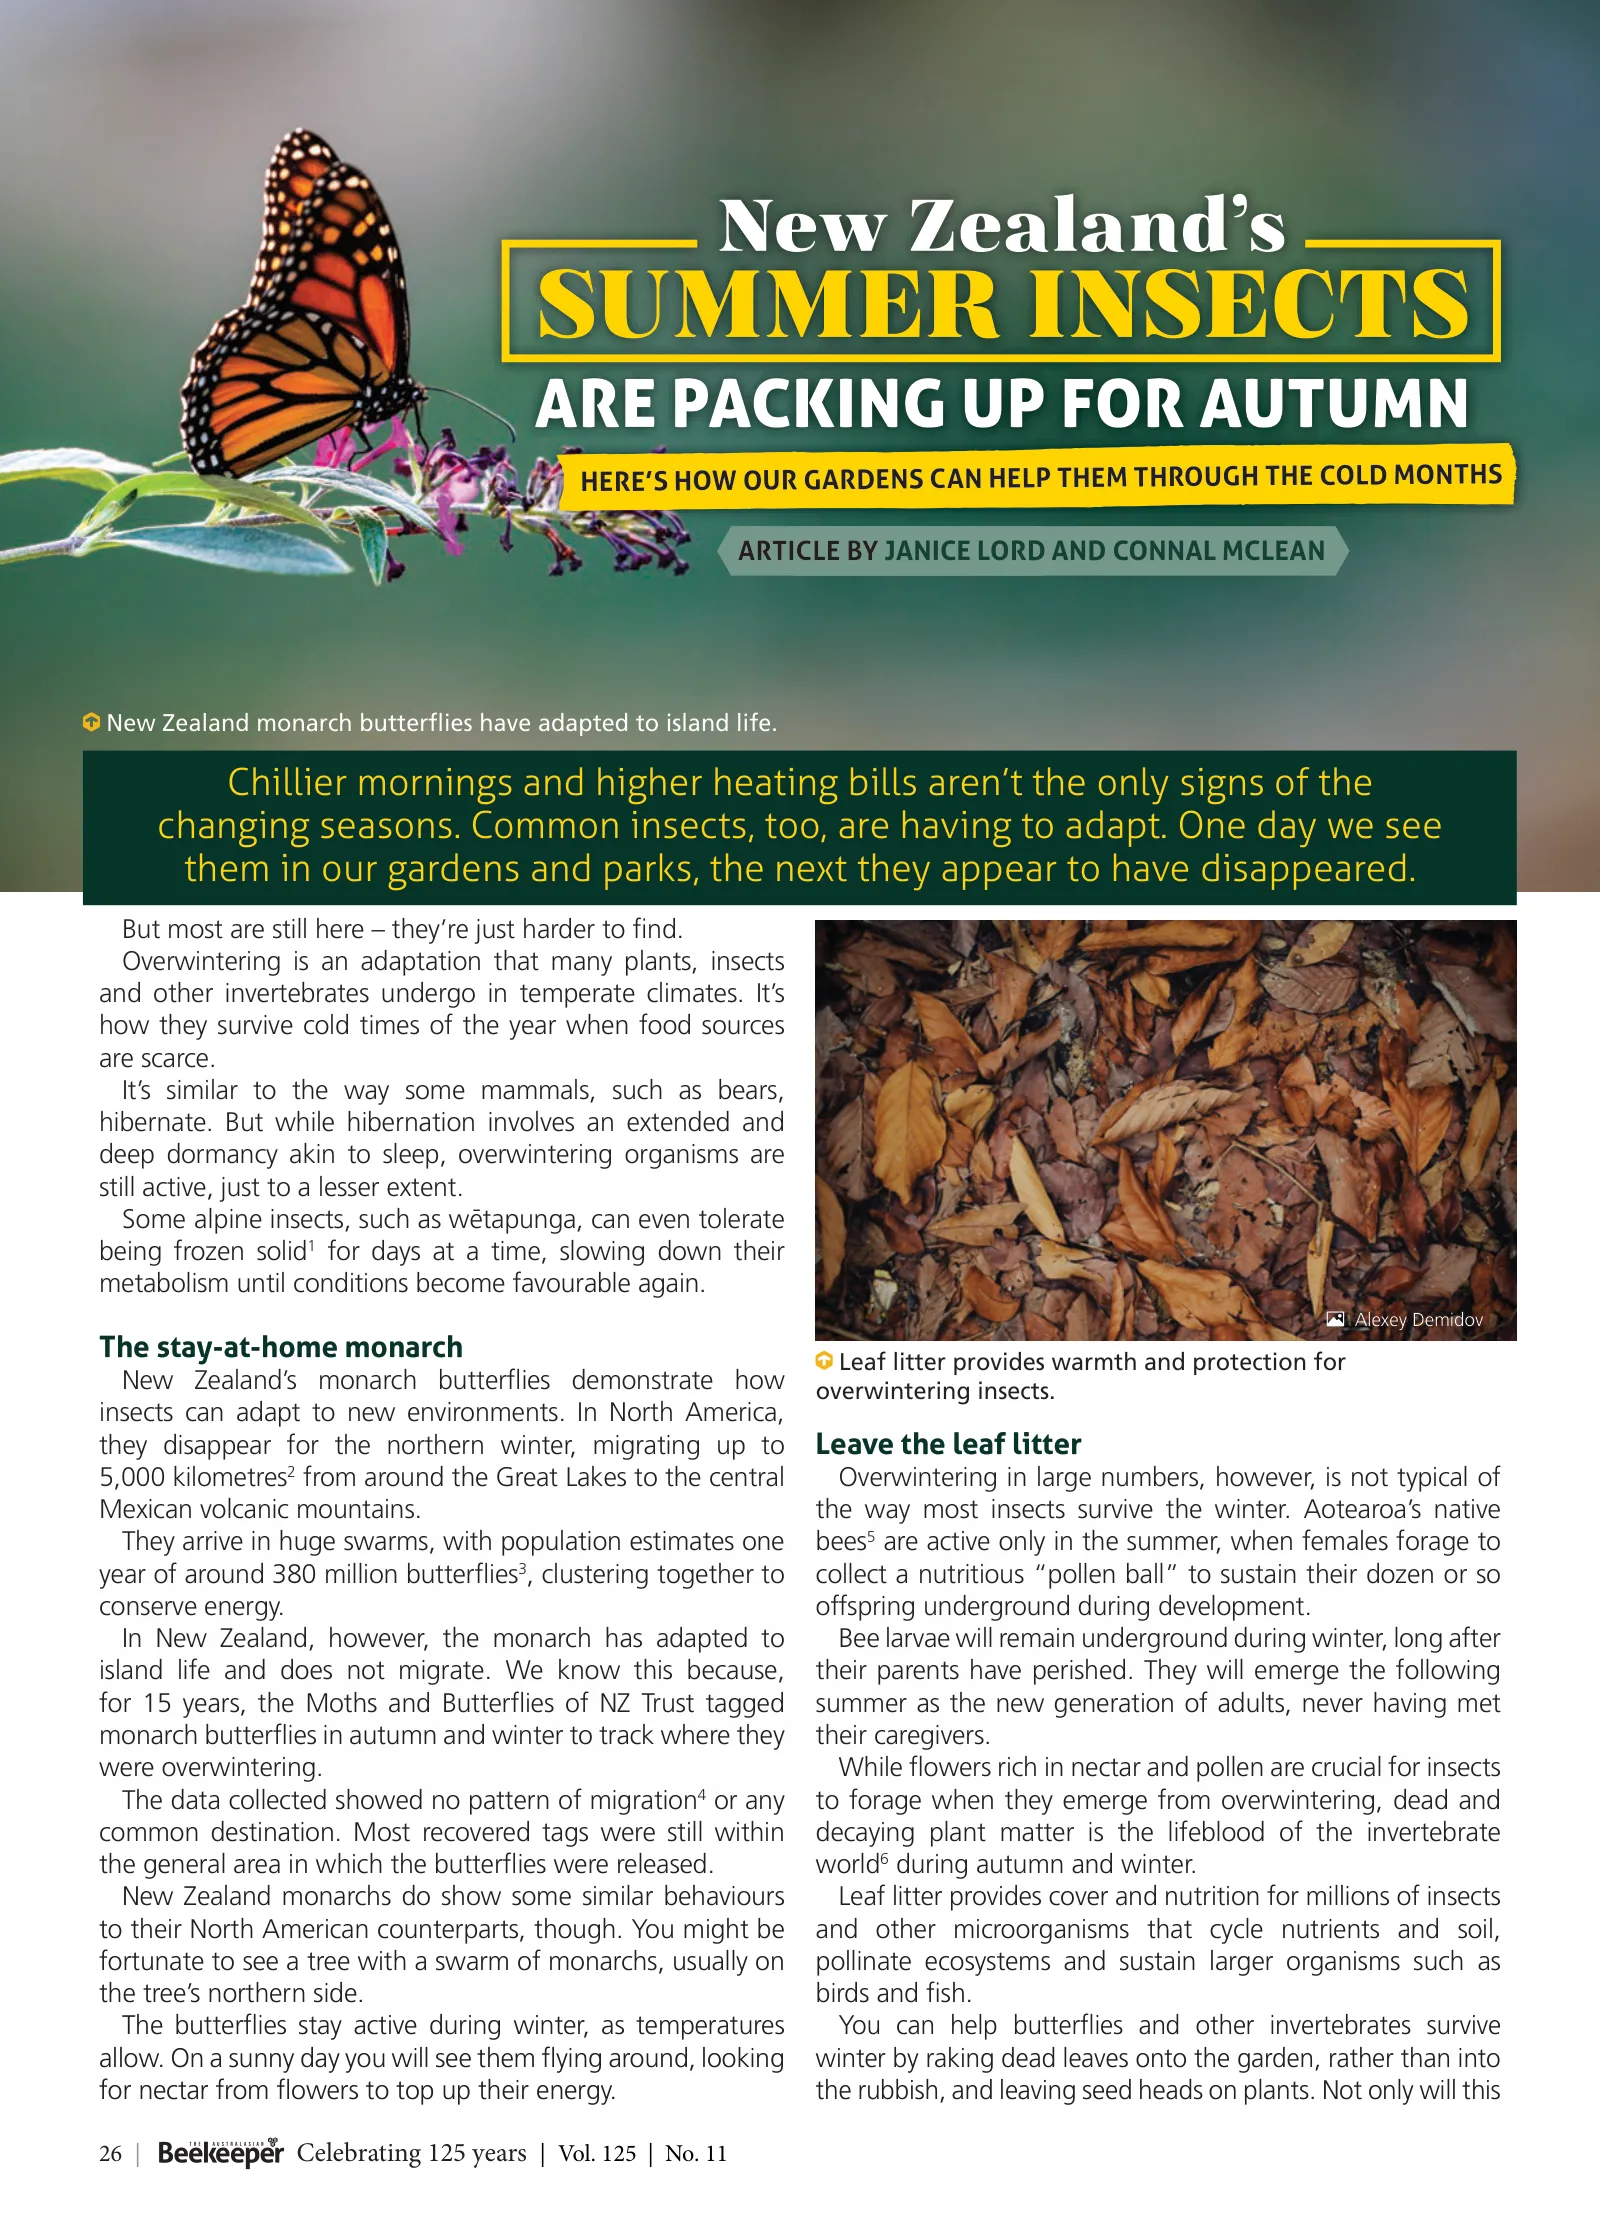 New Zealand's
SUMMER INSECTS
ARE PACKING UP FOR AUTUMN
HERE'S HOW OUR GARDENS CAN HELP THEM THROUGH THE COLD MONTHS
ARTICLE BY JANICE LORD AND CONNAL MCLEAN
New Zealand monarch butterflies have adapted to island life.
Chillier mornings and higher heating bills aren't the only signs of the
changing seasons. Common insects, too, are having to adapt. One day we see
them in our gardens and parks, the next they appear to have disappeared.
But most are still here – they're just harder to find.
Overwintering is an adaptation that many plants, insects
and other invertebrates undergo in temperate climates. It's
how they survive cold times of the year when food sources
are scarce.
It's similar to the way some mammals, such as bears,
hibernate. But while hibernation involves an extended and
deep dormancy akin to sleep, overwintering organisms are
still active, just to a lesser extent.
Some alpine insects, such as wētapunga, can even tolerate
being frozen solid¹ for days at a time, slowing down their
metabolism until conditions become favourable again.
The stay-at-home monarch
New Zealand's monarch butterflies demonstrate how
insects can adapt to new environments. In North America,
they disappear for the northern winter, migrating up to
5,000 kilometres² from around the Great Lakes to the central
Mexican volcanic mountains.
They arrive in huge swarms, with population estimates one
year of around 380 million butterflies³, clustering together to
conserve energy.
In New Zealand, however, the monarch has adapted to
island life and does not migrate. We know this because,
for 15 years, the Moths and Butterflies of NZ Trust tagged
monarch butterflies in autumn and winter to track where they
were overwintering.
The data collected showed no pattern of migration⁴ or any
common destination. Most recovered tags were still within
the general area in which the butterflies were released.
New Zealand monarchs do show some similar behaviours
to their North American counterparts, though. You might be
fortunate to see a tree with a swarm of monarchs, usually on
the tree's northern side.
The butterflies stay active during winter, as temperatures
allow. On a sunny day you will see them flying around, looking
for nectar from flowers to top up their energy.
Alexey Demidov
Leaf litter provides warmth and protection for
overwintering insects.
Leave the leaf litter
Overwintering in large numbers, however, is not typical of
the way most insects survive the winter. Aotearoa's native
bees⁵ are active only in the summer, when females forage to
collect a nutritious "pollen ball" to sustain their dozen or so
offspring underground during development.
Bee larvae will remain underground during winter, long after
their parents have perished. They will emerge the following
summer as the new generation of adults, never having met
their caregivers.
While flowers rich in nectar and pollen are crucial for insects
to forage when they emerge from overwintering, dead and
decaying plant matter is the lifeblood of the invertebrate
world⁶ during autumn and winter.
Leaf litter provides cover and nutrition for millions of insects
and other microorganisms that cycle nutrients and soil,
pollinate ecosystems and sustain larger organisms such as
birds and fish.
You can help butterflies and other invertebrates survive
winter by raking dead leaves onto the garden, rather than into
the rubbish, and leaving seed heads on plants. Not only will this
26 | THE AUSTRALASIAN Beekeeper Celebrating 125 years | Vol. 125 | No. 11